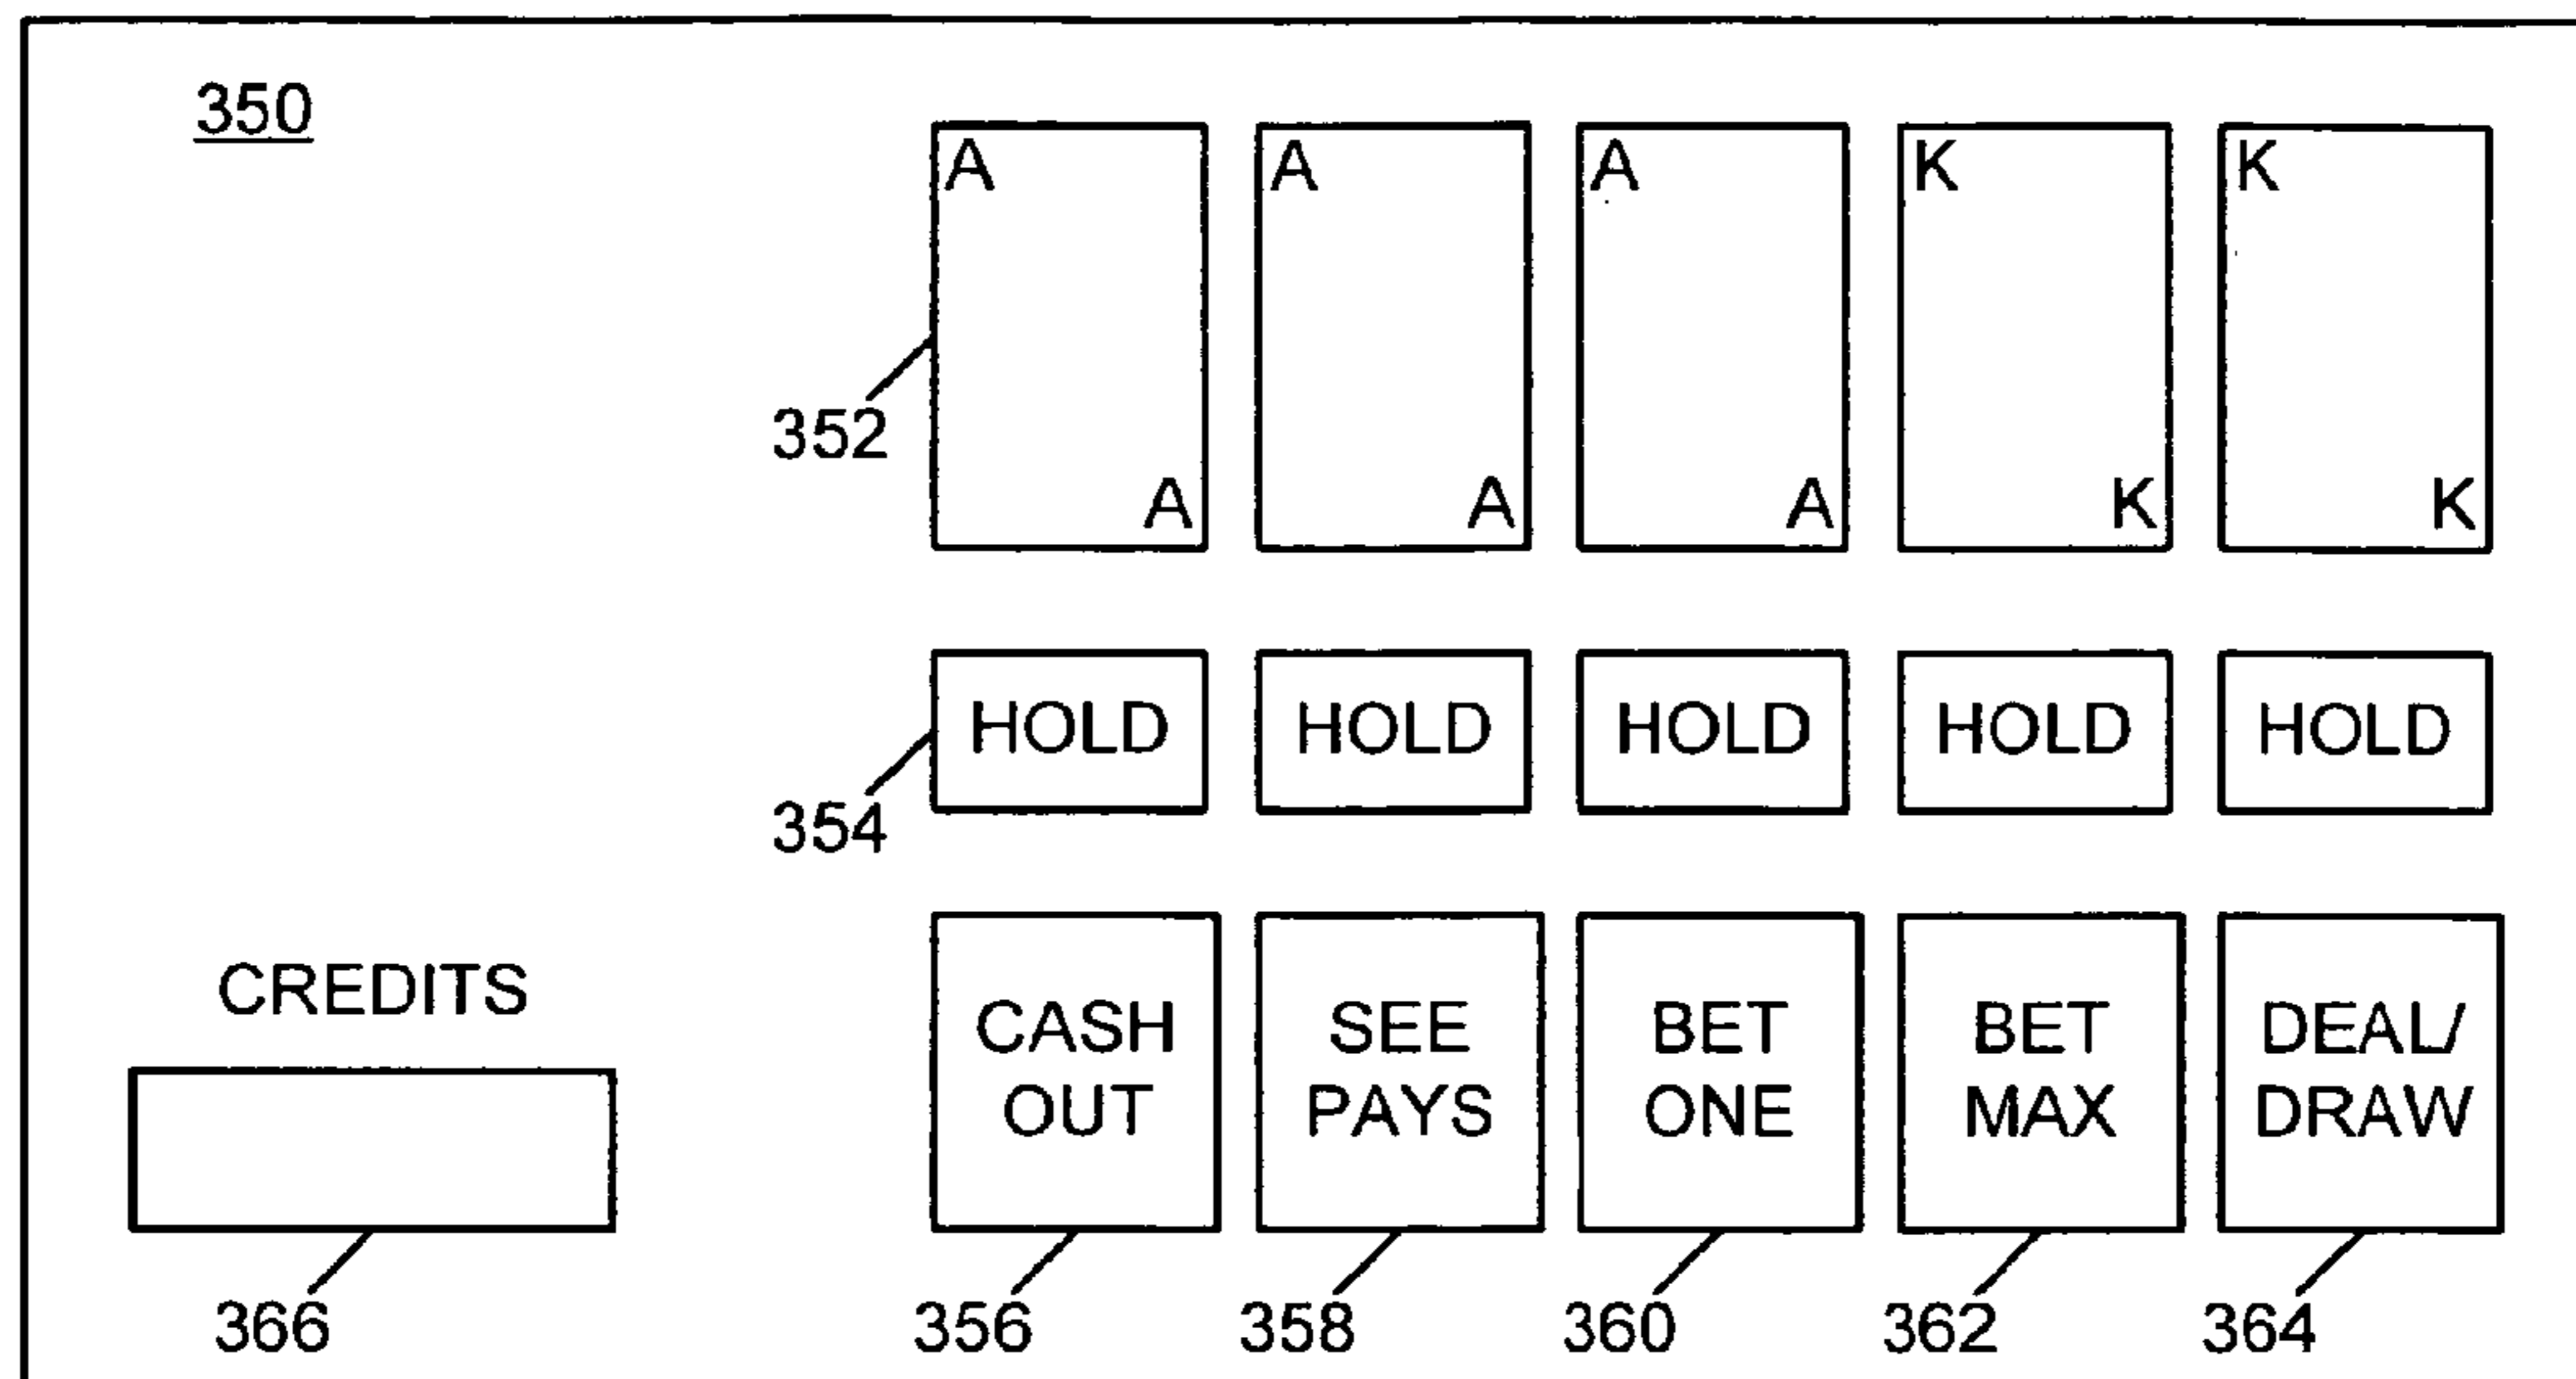 350
A A A K K
352
A A A K K
HOLD HOLD HOLD HOLD HOLD
354
CREDITS
CASH OUT
SEE PAYS
BET ONE
BET MAX
DEAL/ DRAW
366 356 358 360 362 364